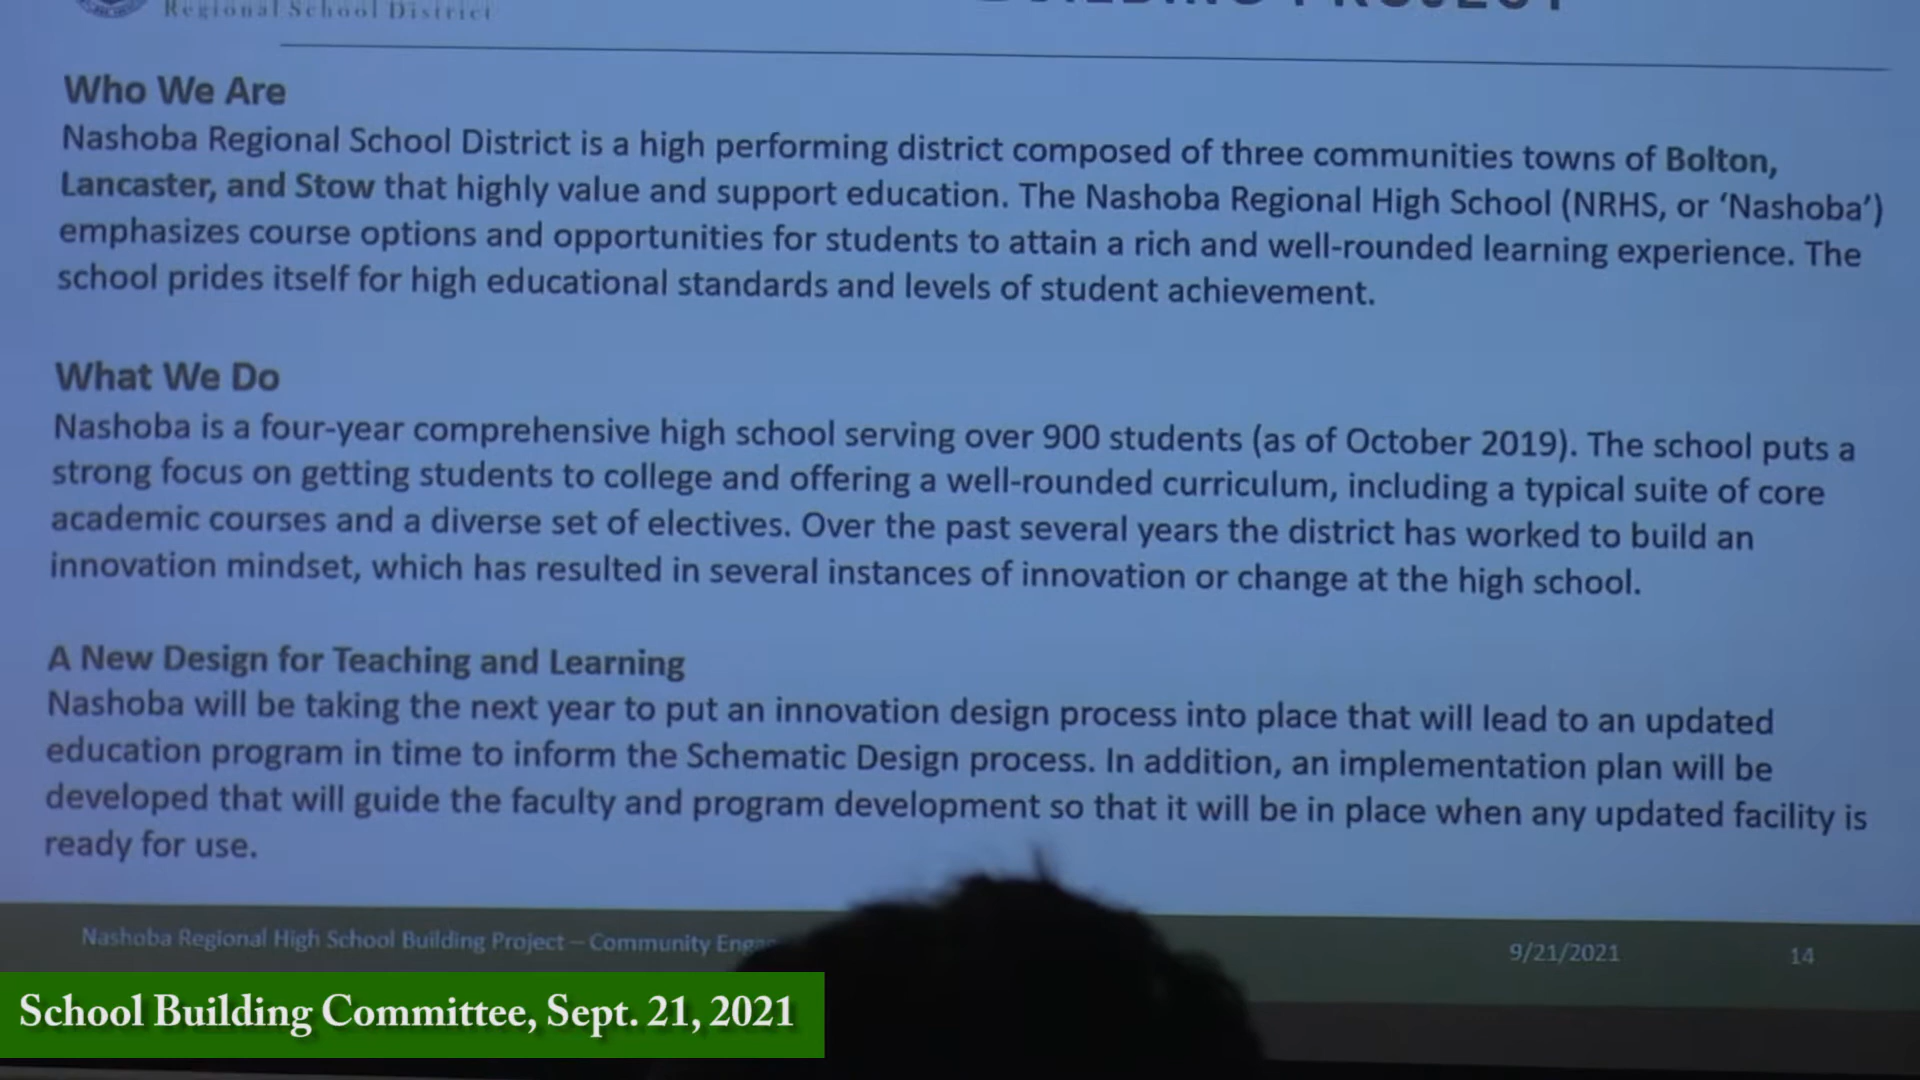 Regional School District
BUILDING PROJECT
Who We Are
Nashoba Regional School District is a high performing district composed of three communities towns of Bolton,
Lancaster, and Stow that highly value and support education. The Nashoba Regional High School (NRHS, or ‘Nashoba’)
emphasizes course options and opportunities for students to attain a rich and well-rounded learning experience. The
school prides itself for high educational standards and levels of student achievement.
What We Do
Nashoba is a four-year comprehensive high school serving over 900 students (as of October 2019). The school puts a
strong focus on getting students to college and offering a well-rounded curriculum, including a typical suite of core
academic courses and a diverse set of electives. Over the past several years the district has worked to build an
innovation mindset, which has resulted in several instances of innovation or change at the high school.
A New Design for Teaching and Learning
Nashoba will be taking the next year to put an innovation design process into place that will lead to an updated
education program in time to inform the Schematic Design process. In addition, an implementation plan will be
developed that will guide the faculty and program development so that it will be in place when any updated facility is
ready for use.
Nashoba Regional High School Building Project – Community
9/21/2021
14
School Building Committee, Sept. 21, 2021